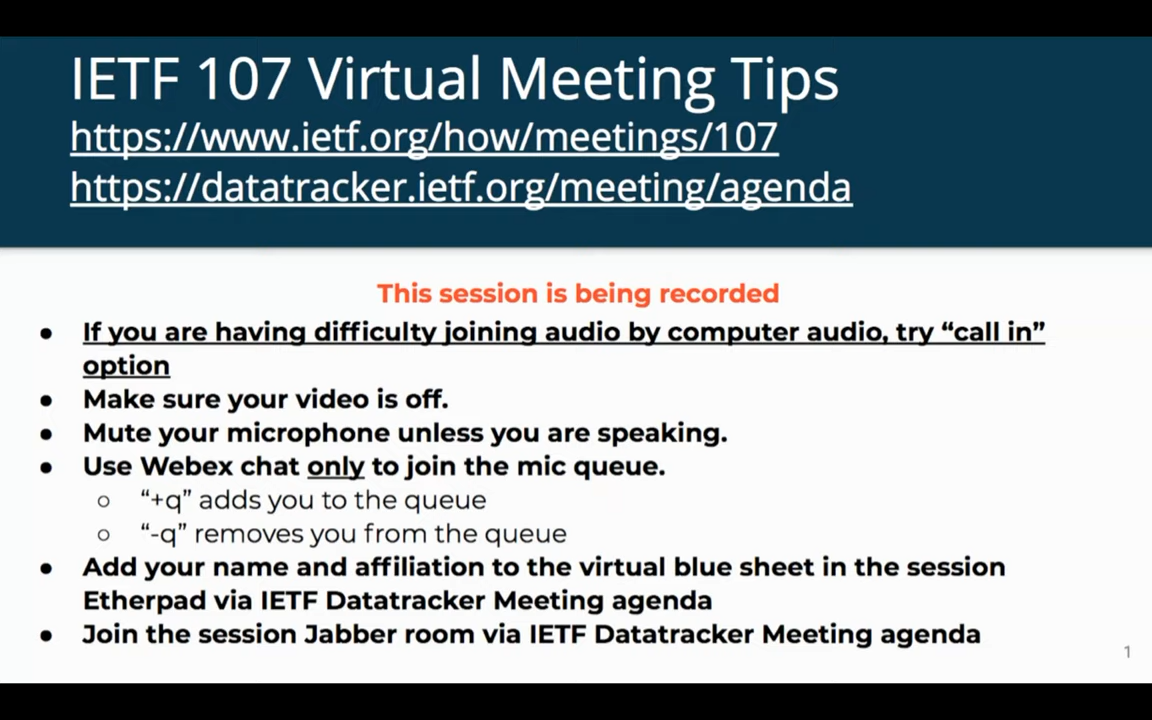 IETF 107 Virtual Meeting Tips
https://www.ietf.org/how/meetings/107
https://datatracker.ietf.org/meeting/agenda
This session is being recorded
● If you are having difficulty joining audio by computer audio, try “call in”
option
● Make sure your video is off.
● Mute your microphone unless you are speaking.
● Use Webex chat only to join the mic queue.
○ “+q” adds you to the queue
○ “-q” removes you from the queue
● Add your name and affiliation to the virtual blue sheet in the session
Etherpad via IETF Datatracker Meeting agenda
● Join the session Jabber room via IETF Datatracker Meeting agenda
1